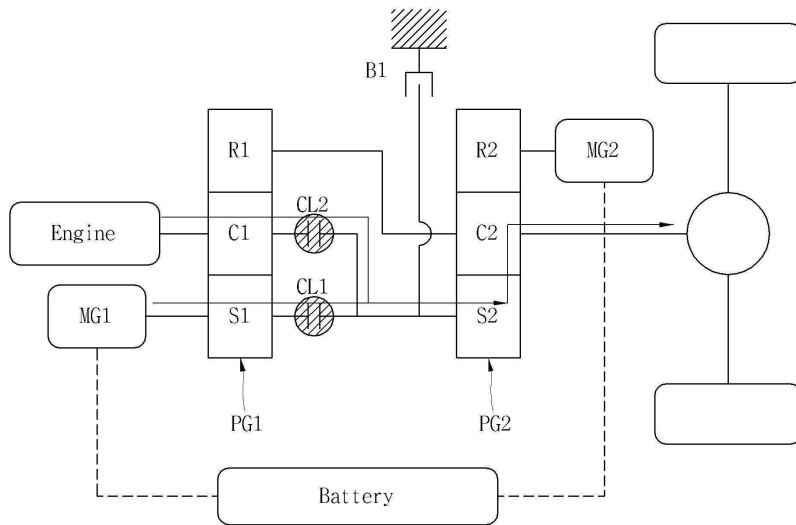 B1
R1
R2
MG2
Engine
C1
CL2
C2
MG1
S1
CL1
S2
PG1
PG2
Battery